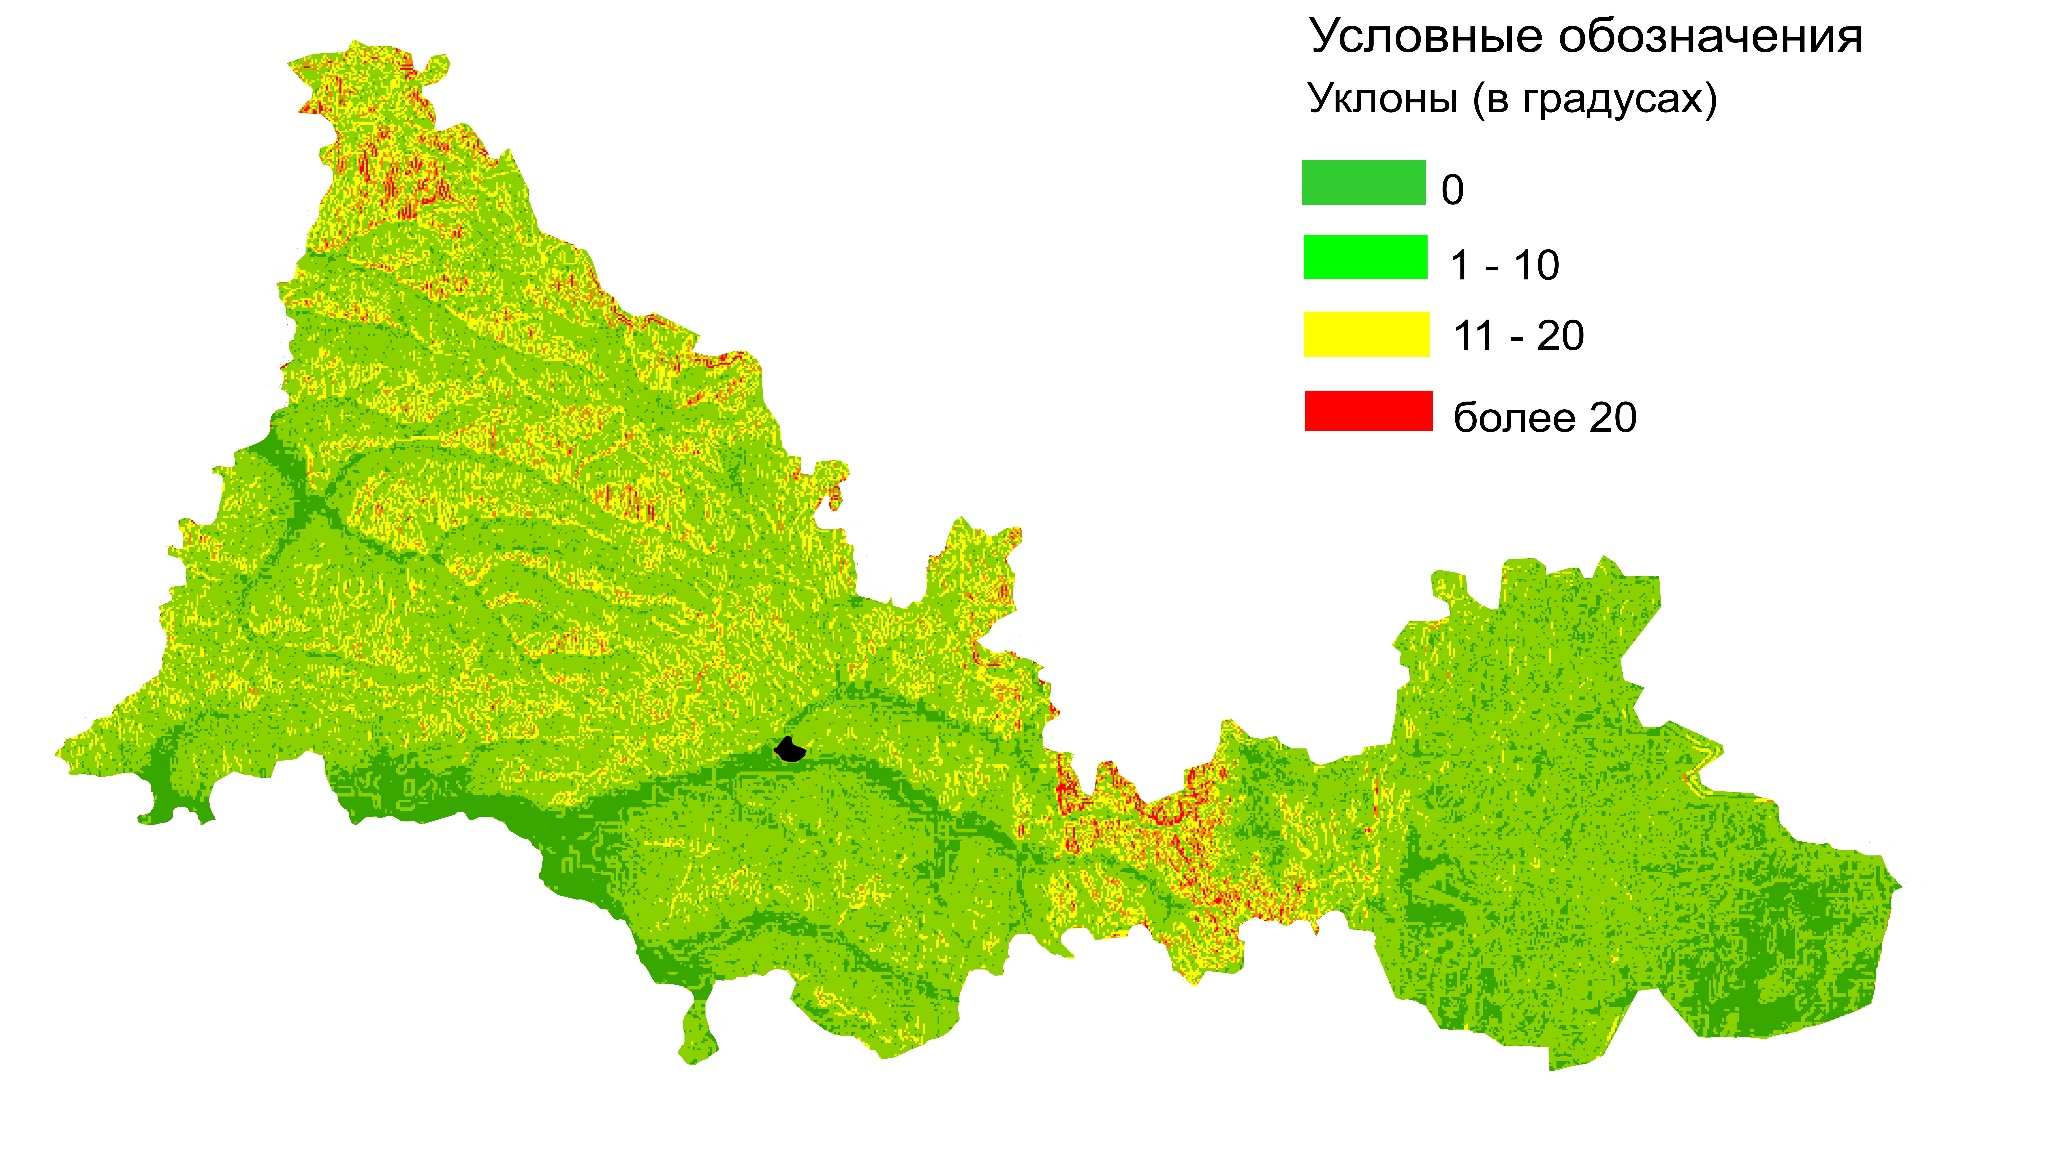 Условные обозначения
Уклоны (в градусах)
0
1 - 10
11 - 20
более 20